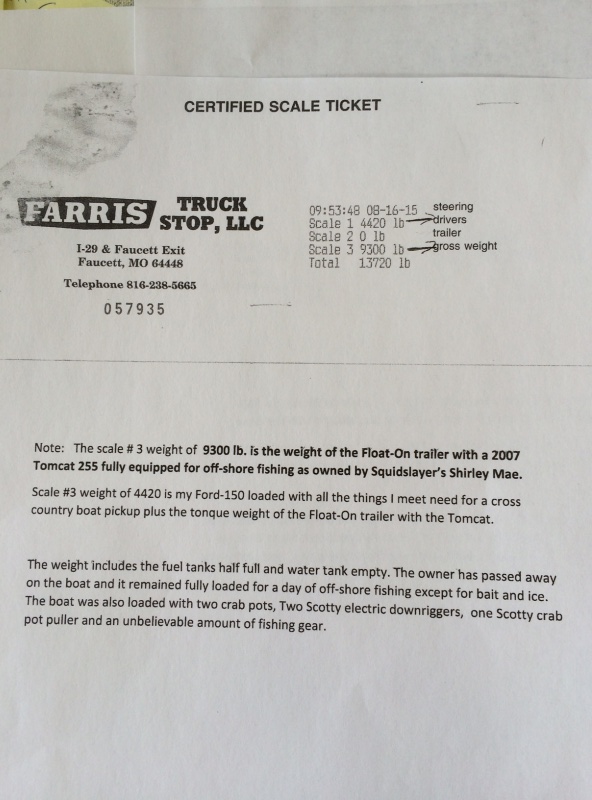 CERTIFIED SCALE TICKET
FARRIS TRUCK STOP, LLC
I-29 & Faucett Exit
Faucett, MO 64448
Telephone 816-238-5665
057935
09:53:48 08-16-15 steering
Scale 1 4420 lb drivers
Scale 2 0 lb trailer
Scale 3 9300 lb gross weight
Total 13720 lb
Note: The scale # 3 weight of 9300 lb. is the weight of the Float-On trailer with a 2007
Tomcat 255 fully equipped for off-shore fishing as owned by Squidslayer's Shirley Mae.
Scale #3 weight of 4420 is my Ford-150 loaded with all the things I meet need for a cross
country boat pickup plus the tonque weight of the Float-On trailer with the Tomcat.
The weight includes the fuel tanks half full and water tank empty. The owner has passed away
on the boat and it remained fully loaded for a day of off-shore fishing except for bait and ice.
The boat was also loaded with two crab pots, Two Scotty electric downriggers, one Scotty crab
pot puller and an unbelievable amount of fishing gear.